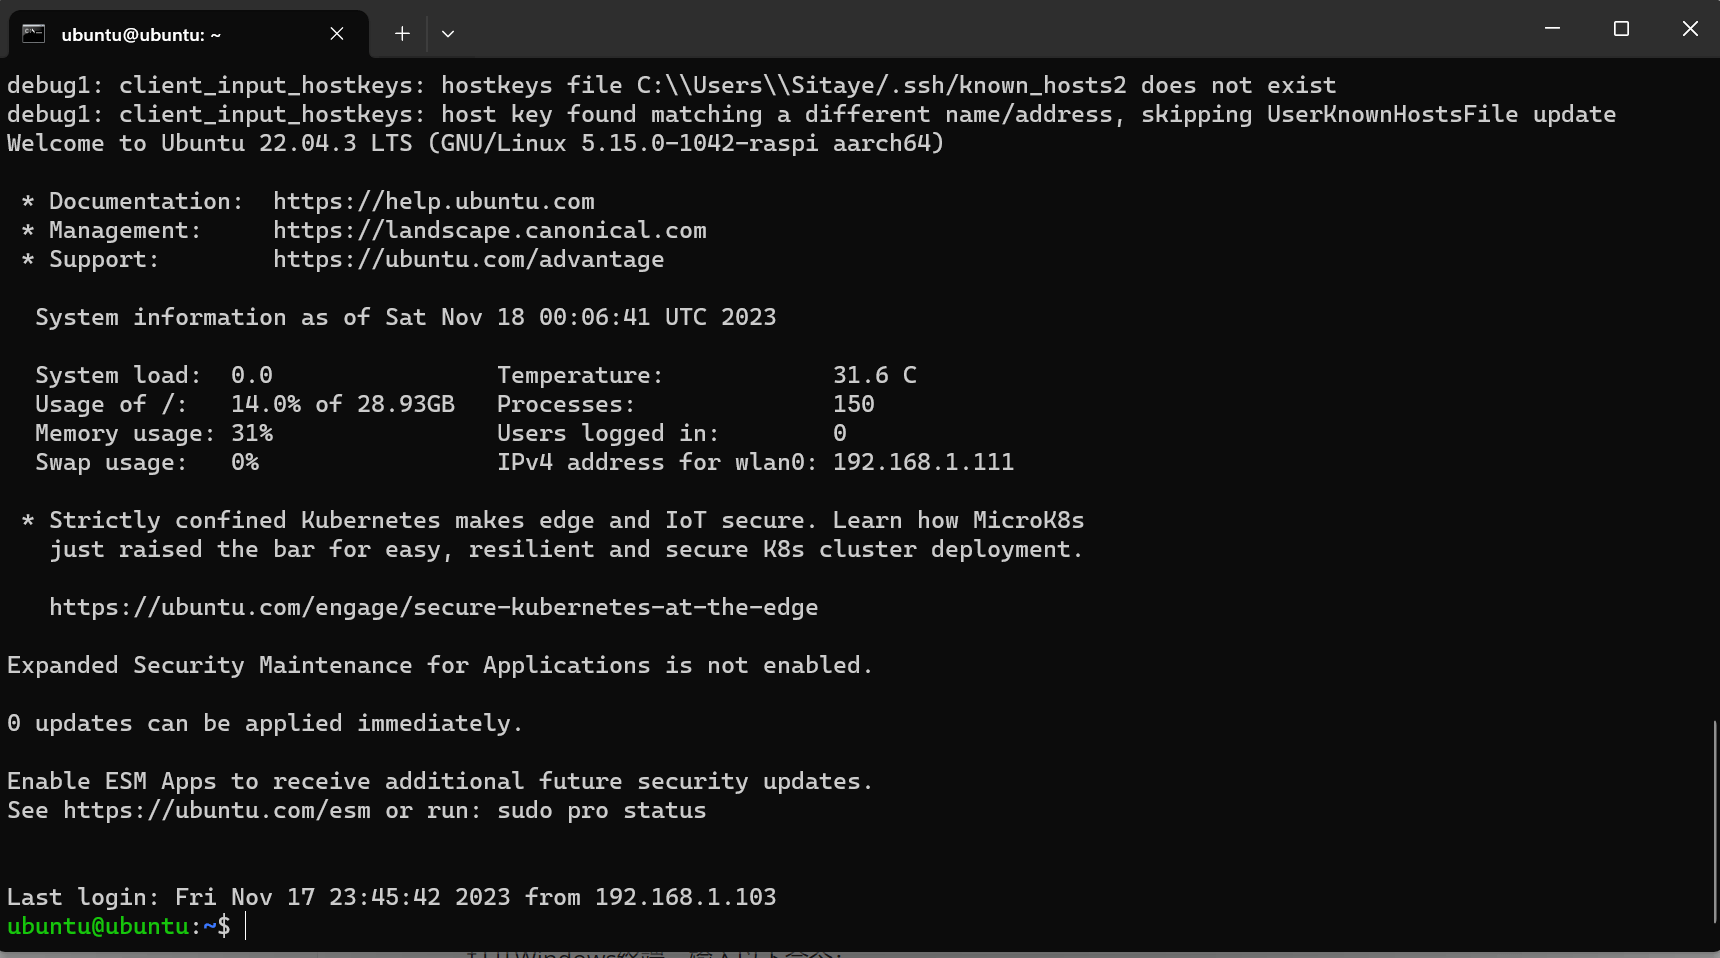 ubuntu@ubuntu: ~
debug1: client_input_hostkeys: hostkeys file C:\\Users\\Sitaye/.ssh/known_hosts2 does not exist
debug1: client_input_hostkeys: host key found matching a different name/address, skipping UserKnownHostsFile update
Welcome to Ubuntu 22.04.3 LTS (GNU/Linux 5.15.0-1042-raspi aarch64)
* Documentation:  https://help.ubuntu.com
* Management:     https://landscape.canonical.com
* Support:        https://ubuntu.com/advantage
System information as of Sat Nov 18 00:06:41 UTC 2023
System load:  0.0                Temperature:            31.6 C
Usage of /:   14.0% of 28.93GB   Processes:              150
Memory usage: 31%                Users logged in:        0
Swap usage:   0%                 IPv4 address for wlan0: 192.168.1.111
* Strictly confined Kubernetes makes edge and IoT secure. Learn how MicroK8s
just raised the bar for easy, resilient and secure K8s cluster deployment.
https://ubuntu.com/engage/secure-kubernetes-at-the-edge
Expanded Security Maintenance for Applications is not enabled.
0 updates can be applied immediately.
Enable ESM Apps to receive additional future security updates.
See https://ubuntu.com/esm or run: sudo pro status
Last login: Fri Nov 17 23:45:42 2023 from 192.168.1.103
ubuntu@ubuntu:~$